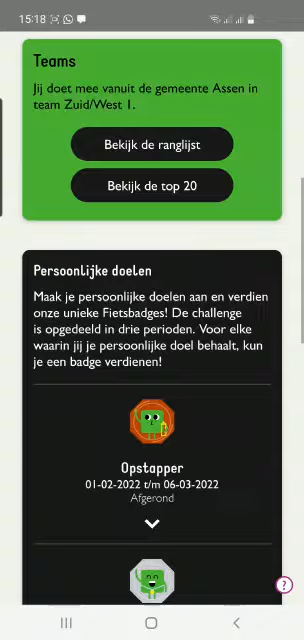 15:18
Teams
Jij doet mee vanuit de gemeente Assen in
team Zuid/West 1.
Bekijk de ranglijst
Bekijk de top 20
Persoonlijke doelen
Maak je persoonlijke doelen aan en verdien
onze unieke Fietsbadges! De challenge
is opgedeeld in drie perioden. Voor elke
waarin jij je persoonlijke doel behaalt, kun
je een badge verdienen!
Opstapper
01-02-2022 t/m 06-03-2022
Afgerond
?